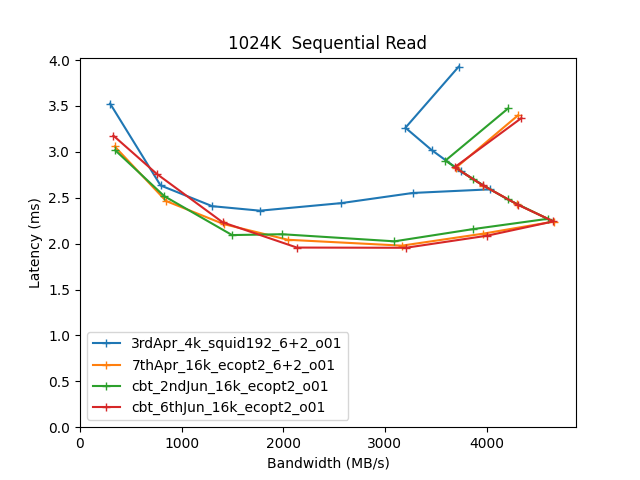 1024K  Sequential Read
4.0
3.5
3.0
2.5
2.0
1.5
1.0
0.5
0.0
Latency (ms)
3rdApr_4k_squid192_6+2_o01
7thApr_16k_ecopt2_6+2_o01
cbt_2ndJun_16k_ecopt2_o01
cbt_6thJun_16k_ecopt2_o01
0 1000 2000 3000 4000
Bandwidth (MB/s)